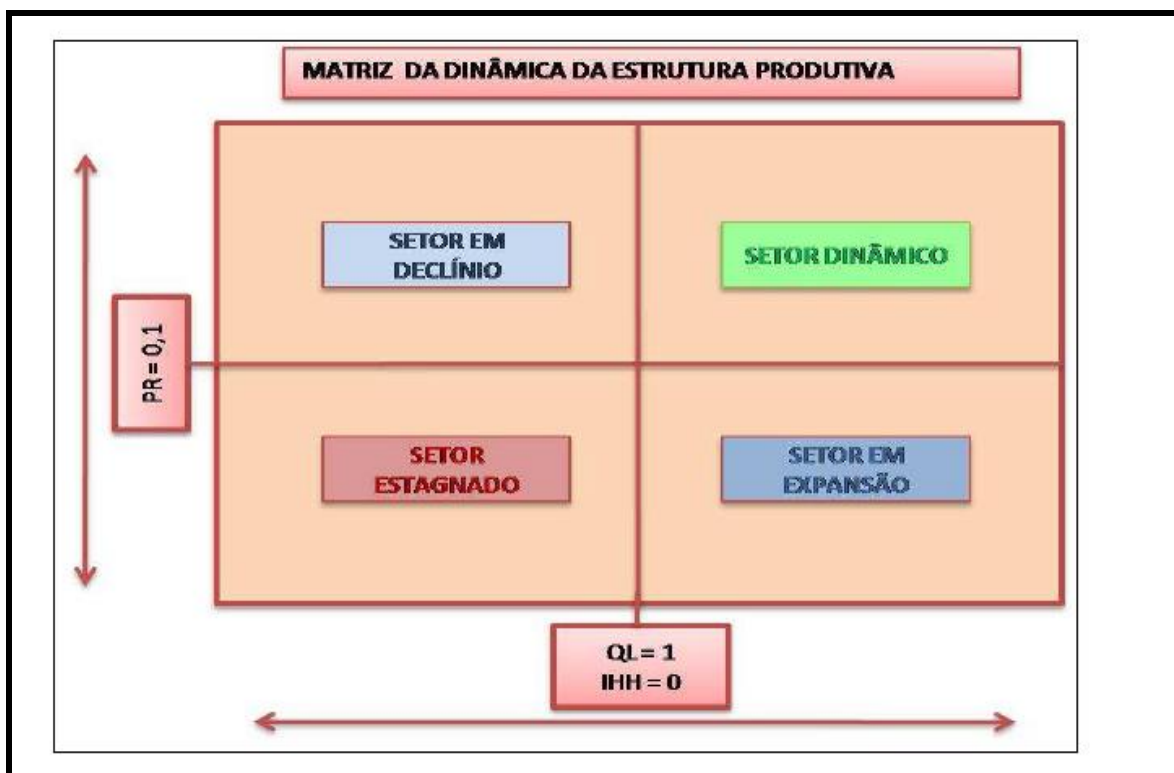 MATRIZ DA DINÂMICA DA ESTRUTURA PRODUTIVA
SETOR EM
DECLÍNIO
SETOR DINÂMICO
PR = 0,1
SETOR
ESTAGNADO
SETOR EM
EXPANSÃO
QL = 1
IHH = 0